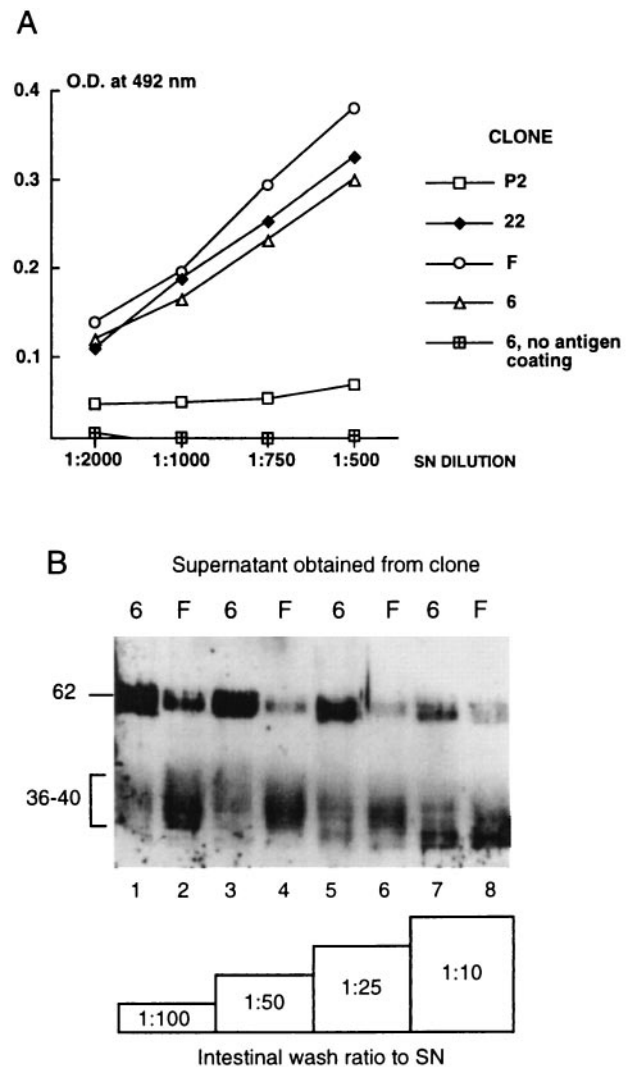 A
O.D. at 492 nm
0.4
0.3
0.2
0.1
1:2000 1:1000 1:750 1:500 SN DILUTION
CLONE
P2
22
F
6
6, no antigen
coating
B
Supernatant obtained from clone
6 F 6 F 6 F 6 F
62
36-40
1 2 3 4 5 6 7 8
1:100 1:50 1:25 1:10
Intestinal wash ratio to SN